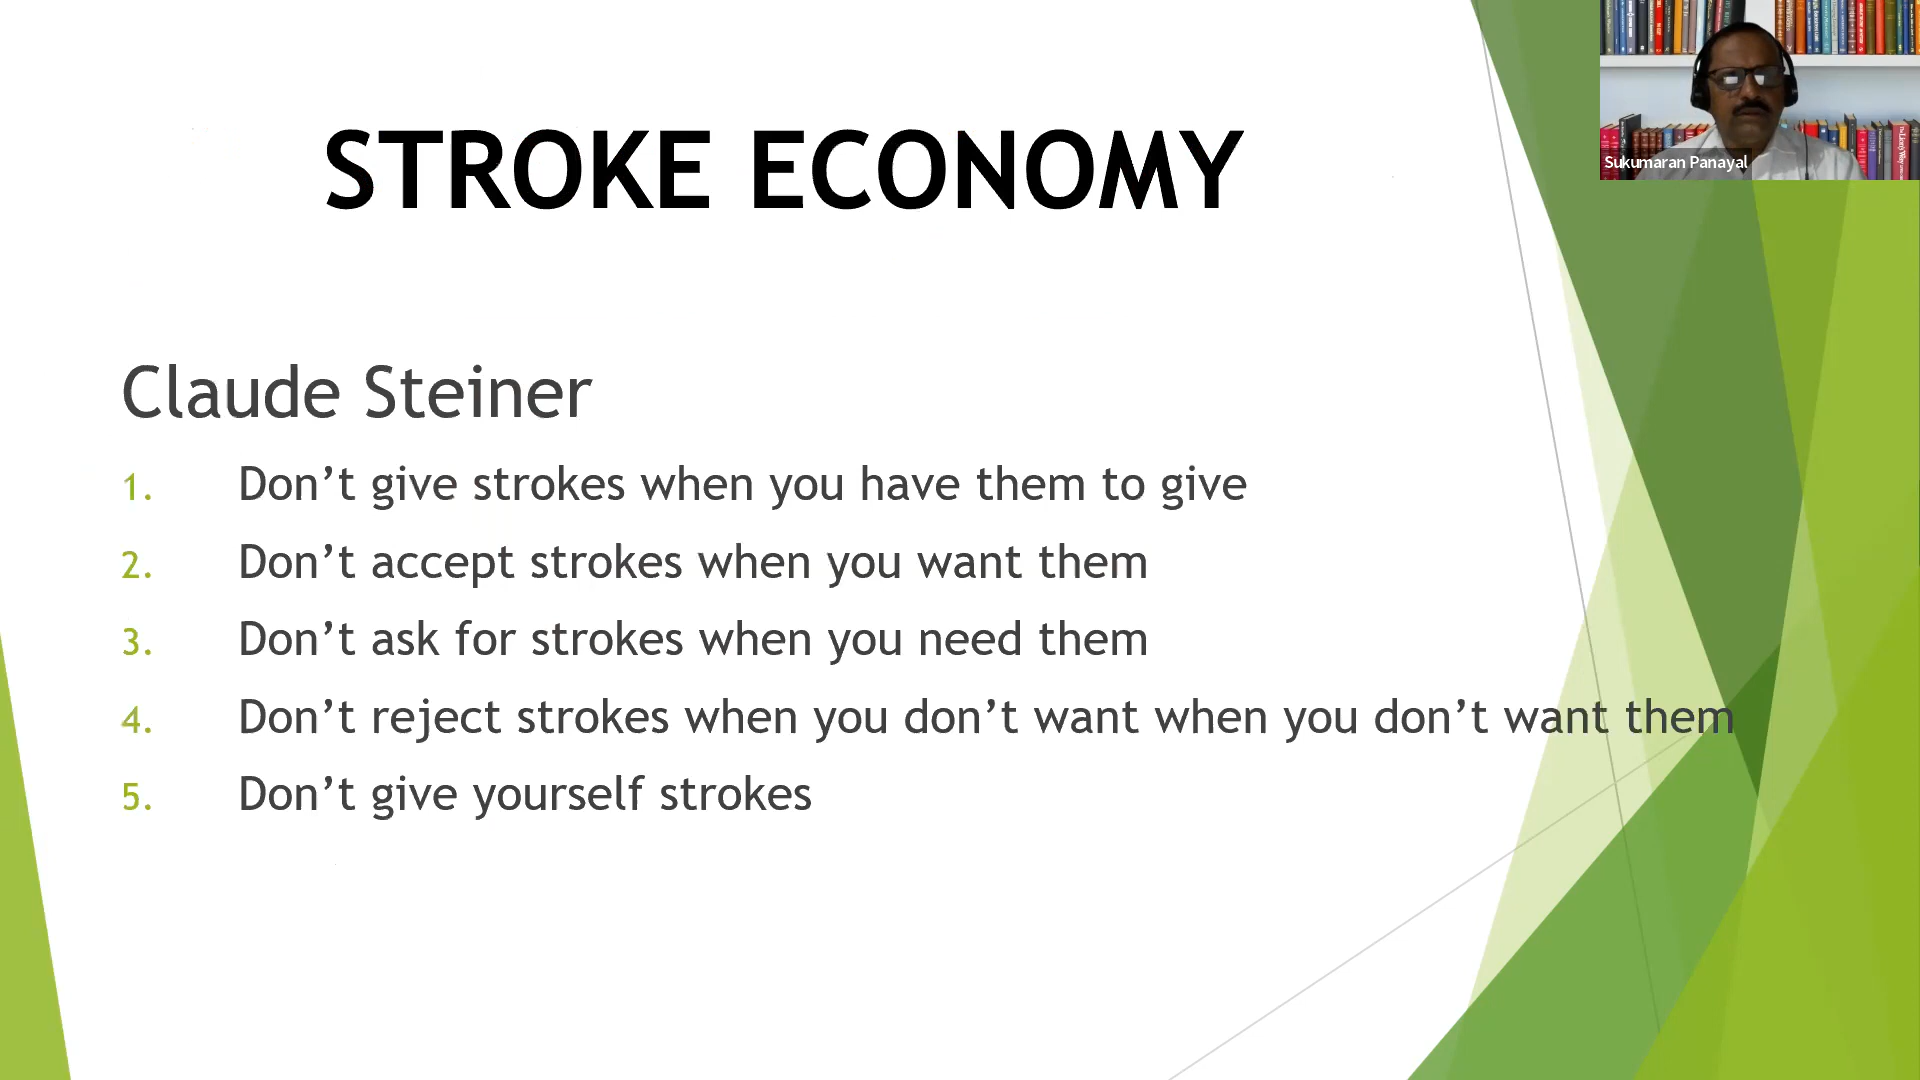 STROKE ECONOMY
Sukumaran Panayal
Claude Steiner
1. Don’t give strokes when you have them to give
2. Don’t accept strokes when you want them
3. Don’t ask for strokes when you need them
4. Don’t reject strokes when you don’t want when you don’t want them
5. Don’t give yourself strokes